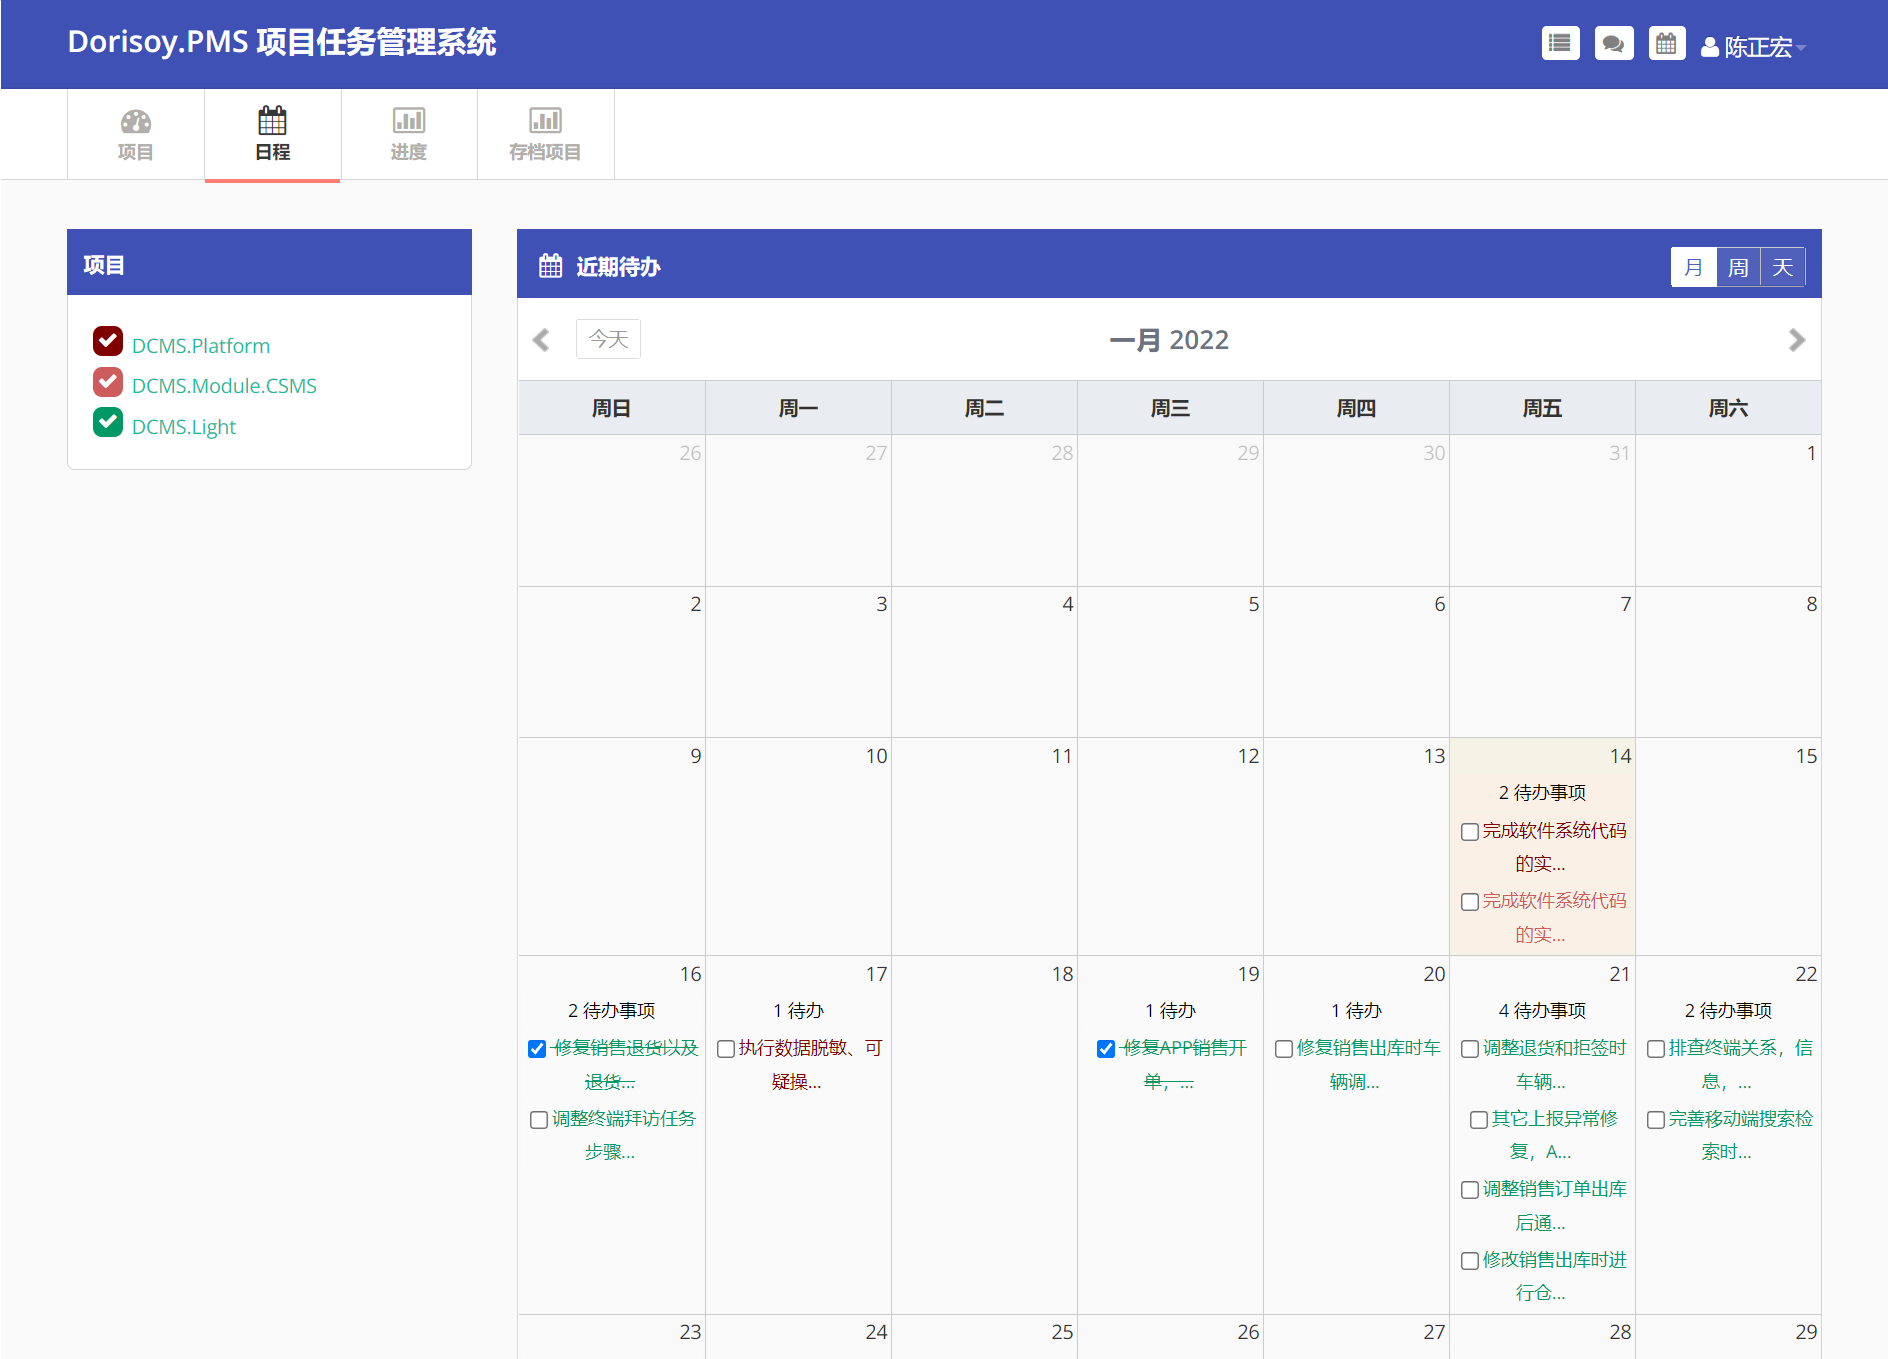 Dorisoy.PMS 项目任务管理系统
陈正宏
项目
日程
进度
存档项目
项目
DCMS.Platform
DCMS.Module.CSMS
DCMS.Light
近期待办
月 周 天
今天
一月 2022
周日 周一 周二 周三 周四 周五 周六
26 27 28 29 30 31 1
2 3 4 5 6 7 8
9 10 11 12 13 14 15
2 待办事项
完成软件系统代码
的实...
完成软件系统代码
的实...
16 17 18 19 20 21 22
2 待办事项
修复销售退货以及
退货...
调整终端拜访任务
步骤...
1 待办
执行数据脱敏、可
疑操...
1 待办
修复APP销售开
单，...
1 待办
修复销售出库时车
辆调...
4 待办事项
调整退货和拒签时
车辆...
其它上报异常修
复，A...
调整销售订单出库
后通...
修改销售出库时进
行仓...
2 待办事项
排查终端关系，信
息，...
完善移动端搜索检
索时...
23 24 25 26 27 28 29